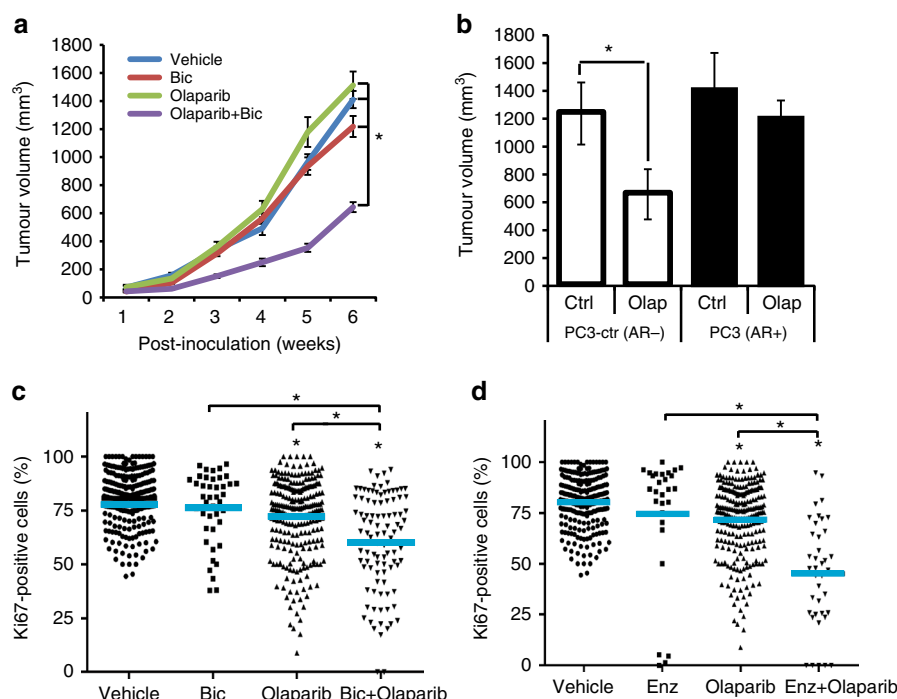 a
Tumour volume (mm3)
1800
1600
1400
1200
1000
800
600
400
200
0
Vehicle
Bic
Olaparib
Olaparib+Bic
*
1 2 3 4 5 6
Post-inoculation (weeks)
b
Tumour volume (mm3)
1800
1600
1400
1200
1000
800
600
400
200
0
*
Ctrl Olap Ctrl Olap
PC3-ctr (AR–) PC3 (AR+)
c
Ki67-positive cells (%)
100
75
50
25
0
*
*
* *
Vehicle Bic Olaparib Bic+Olaparib
d
Ki67-positive cells (%)
100
75
50
25
0
*
*
* *
Vehicle Enz Olaparib Enz+Olaparib